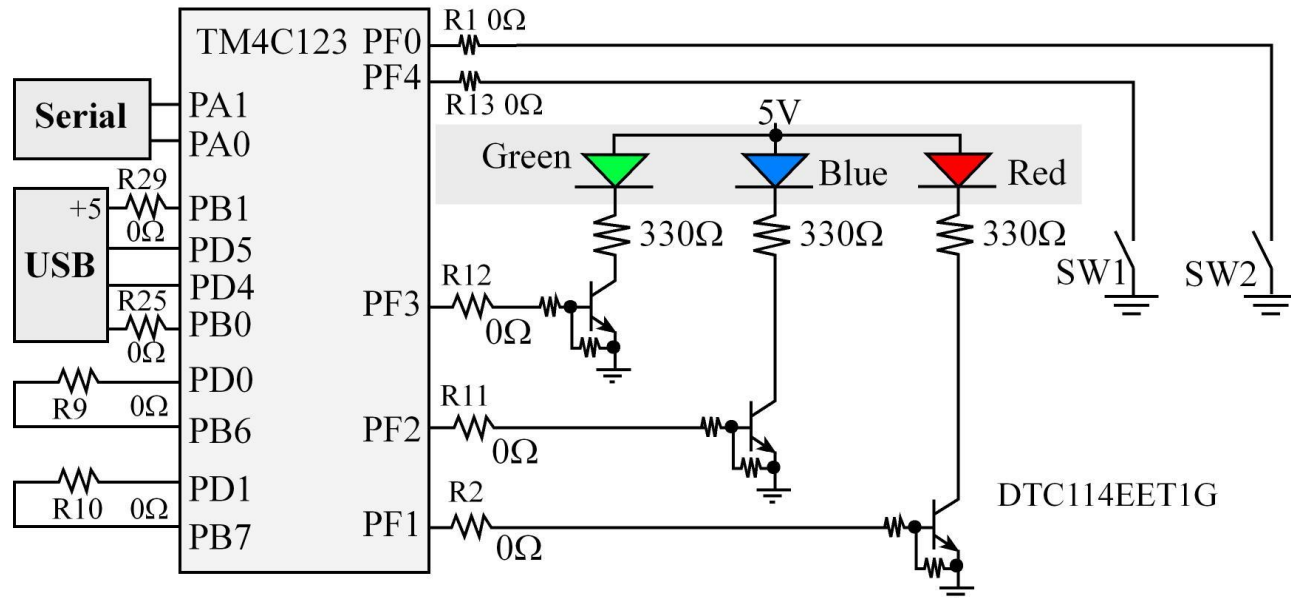 TM4C123
PF0
R1 0Ω
PF4
R13 0Ω
Serial
PA1
PA0
5V
Green
Blue
Red
R29
+5
0Ω
PB1
USB
PD5
PD4
R25
0Ω
PB0
330Ω
330Ω
330Ω
SW1
SW2
PF3
R12
0Ω
PD0
R9
0Ω
PB6
PF2
R11
0Ω
PD1
R10
0Ω
PB7
PF1
R2
0Ω
DTC114EET1G